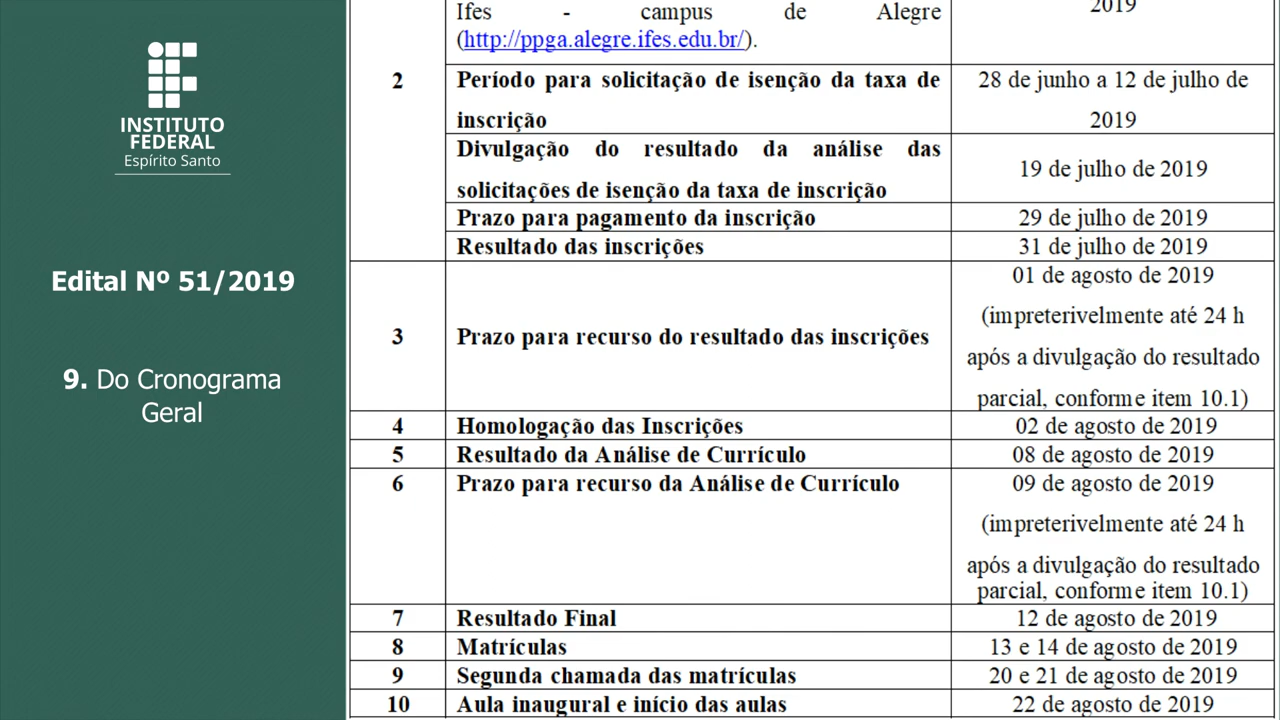 INSTITUTO
FEDERAL
Espírito Santo
Edital Nº 51/2019
9. Do Cronograma
Geral
Ifes - campus de Alegre
(http://ppga.alegre.ifes.edu.br/).
2019
2
Período para solicitação de isenção da taxa de
inscrição
28 de junho a 12 de julho de
2019
Divulgação do resultado da análise das
solicitações de isenção da taxa de inscrição
19 de julho de 2019
Prazo para pagamento da inscrição
29 de julho de 2019
Resultado das inscrições
31 de julho de 2019
3
Prazo para recurso do resultado das inscrições
01 de agosto de 2019
(impreterivelmente até 24 h
após a divulgação do resultado
parcial, conforme item 10.1)
4
Homologação das Inscrições
02 de agosto de 2019
5
Resultado da Análise de Currículo
08 de agosto de 2019
6
Prazo para recurso da Análise de Currículo
09 de agosto de 2019
(impreterivelmente até 24 h
após a divulgação do resultado
parcial, conforme item 10.1)
7
Resultado Final
12 de agosto de 2019
8
Matrículas
13 e 14 de agosto de 2019
9
Segunda chamada das matrículas
20 e 21 de agosto de 2019
10
Aula inaugural e início das aulas
22 de agosto de 2019